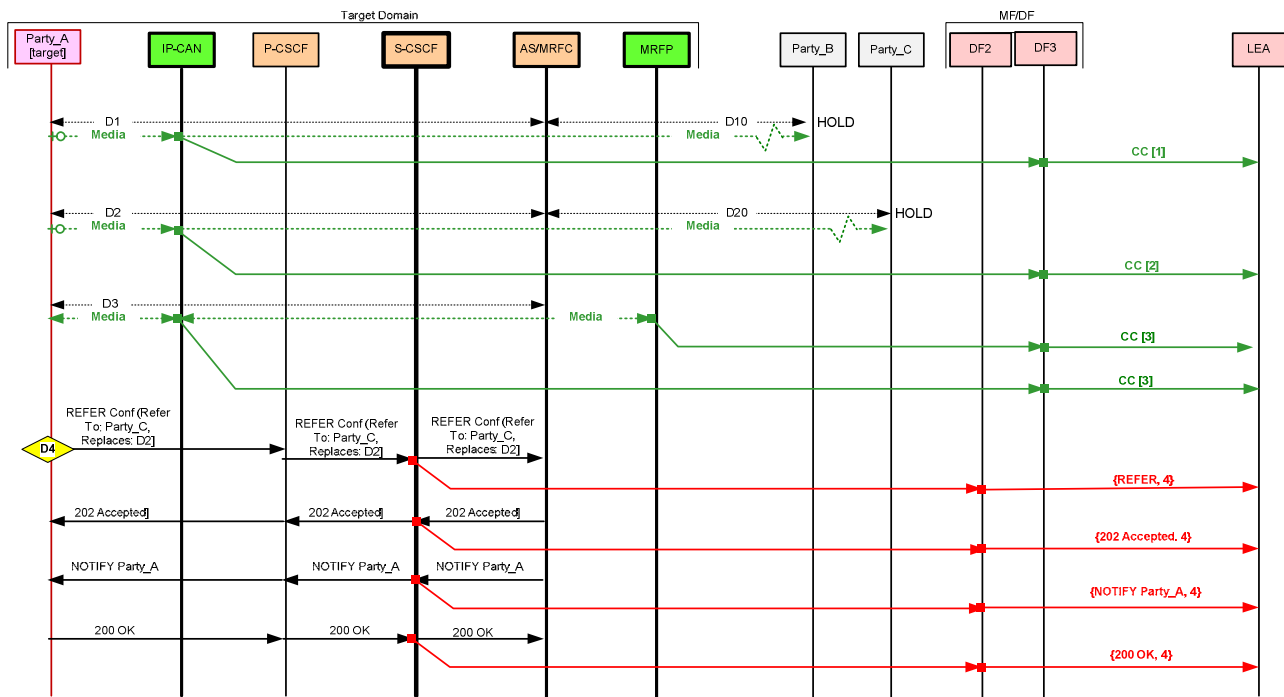 Target Domain
MF/DF
Party_A
[target]
IP-CAN
P-CSCF
S-CSCF
AS/MRFC
MRFP
Party_B
Party_C
DF2
DF3
LEA
D1
D10
HOLD
Media
Media
CC [1]
D2
D20
HOLD
Media
Media
CC [2]
D3
Media
Media
CC [3]
CC [3]
REFER Conf (Refer
To: Party_C,
Replaces: D2]
REFER Conf (Refer
To: Party_C,
Replaces: D2]
REFER Conf (Refer
To: Party_C,
Replaces: D2]
D4
{REFER, 4}
202 Accepted]
202 Accepted]
202 Accepted]
{202 Accepted, 4}
NOTIFY Party_A
NOTIFY Party_A
NOTIFY Party_A
{NOTIFY Party_A, 4}
200 OK
200 OK
200 OK
{200 OK, 4}